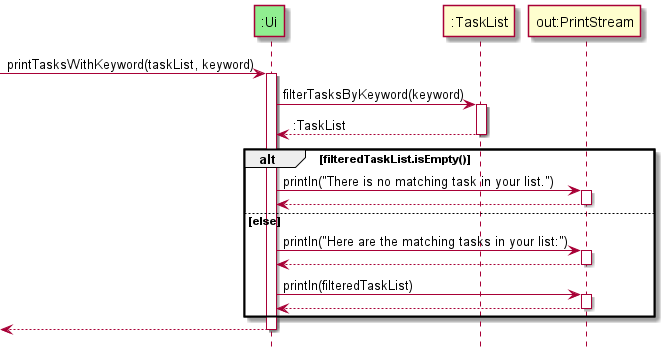 :Ui
:TaskList
out:PrintStream
printTasksWithKeyword(taskList, keyword)
filterTasksByKeyword(keyword)
:TaskList
alt
[filteredTaskList.isEmpty()]
println("There is no matching task in your list.")
[else]
println("Here are the matching tasks in your list:")
println(filteredTaskList)